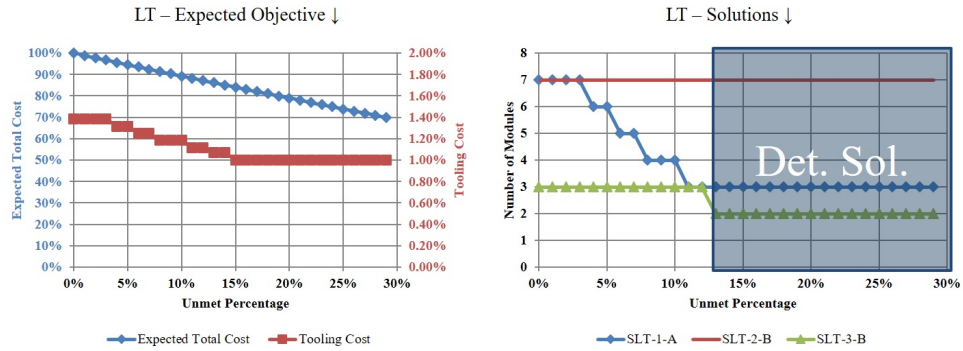 LT – Expected Objective ↓
100%
90%
80%
70%
60%
50%
40%
30%
20%
10%
0%
Expected Total Cost
2.00%
1.80%
1.60%
1.40%
1.20%
1.00%
0.80%
0.60%
0.40%
0.20%
0.00%
Tooling Cost
0% 5% 10% 15% 20% 25% 30%
Unmet Percentage
Expected Total Cost Tooling Cost
LT – Solutions ↓
8
7
6
5
4
3
2
1
0
Number of Modules
Det. Sol.
0% 5% 10% 15% 20% 25% 30%
Unmet Percentage
SLT-1-A SLT-2-B SLT-3-B